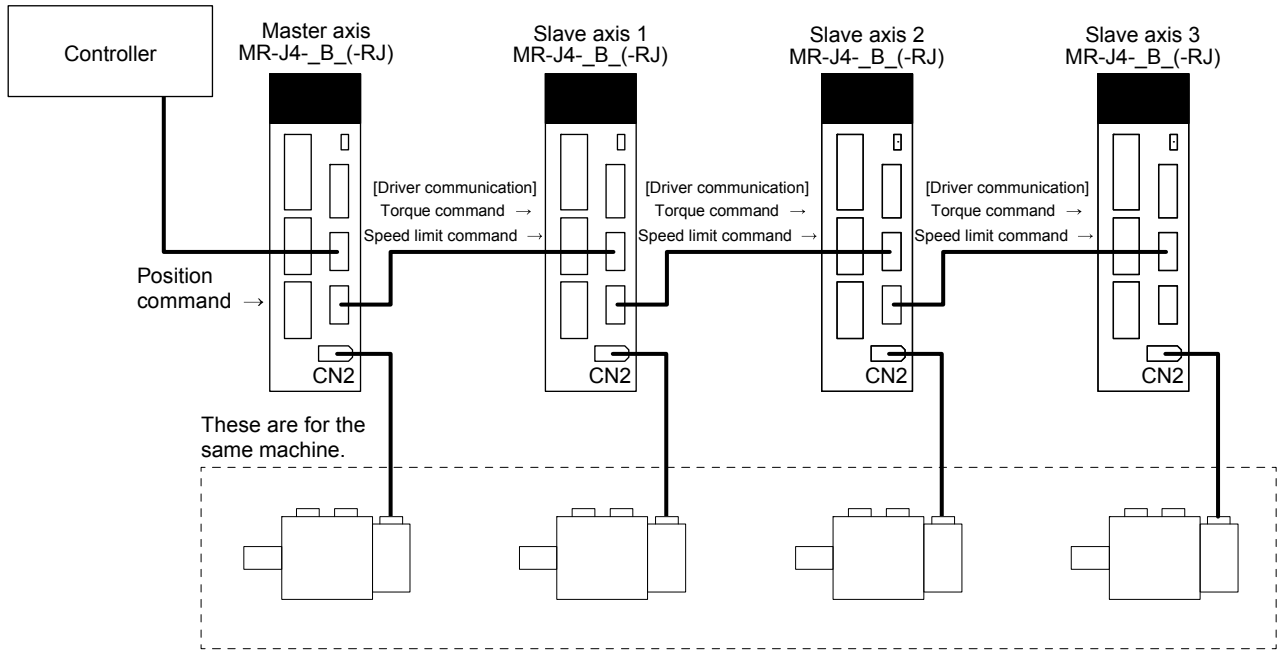 Controller
Master axis
MR-J4-_B_(-RJ)
Slave axis 1
MR-J4-_B_(-RJ)
Slave axis 2
MR-J4-_B_(-RJ)
Slave axis 3
MR-J4-_B_(-RJ)
[Driver communication]
Torque command →
Speed limit command →
[Driver communication]
Torque command →
Speed limit command →
[Driver communication]
Torque command →
Speed limit command →
Position
command →
CN2
CN2
CN2
CN2
These are for the
same machine.